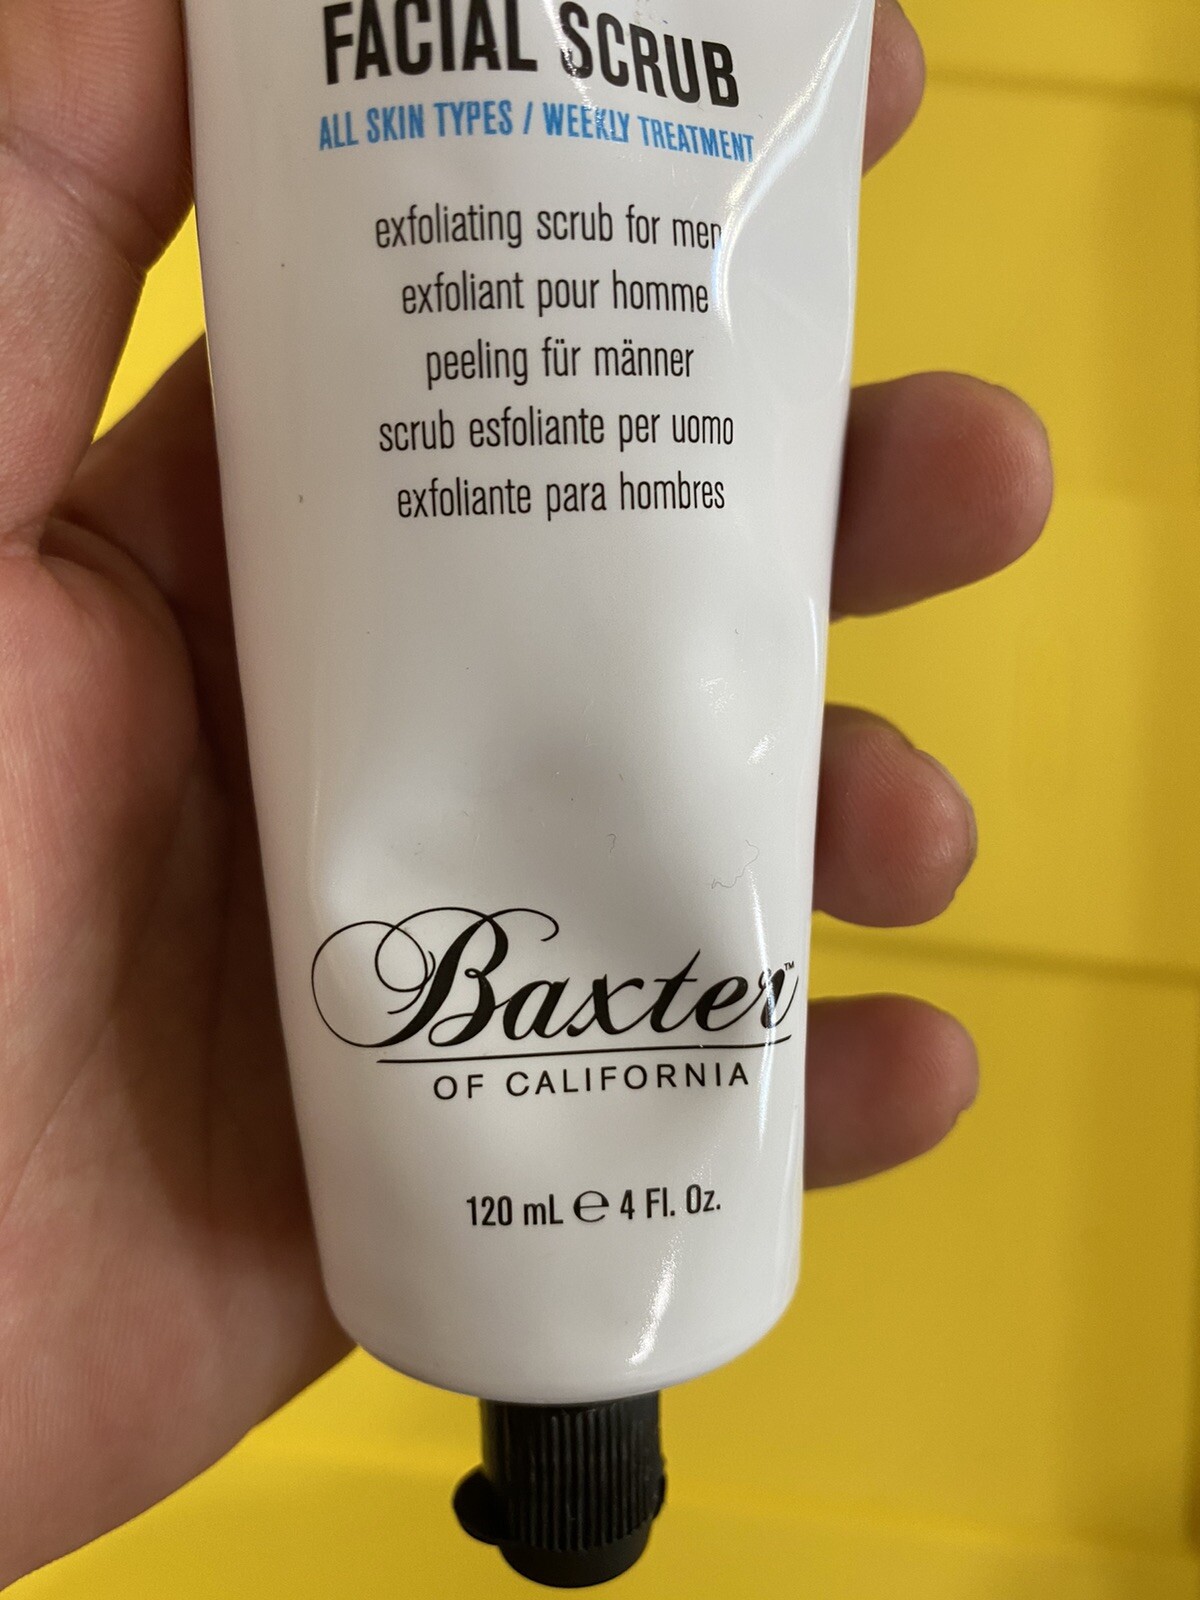 FACIAL SCRUB
ALL SKIN TYPES / WEEKLY TREATMENT
exfoliating scrub for men
exfoliant pour homme
peeling für männer
scrub esfoliante per uomo
exfoliante para hombres
Baxter™
OF CALIFORNIA
120 mL ℮ 4 Fl. Oz.